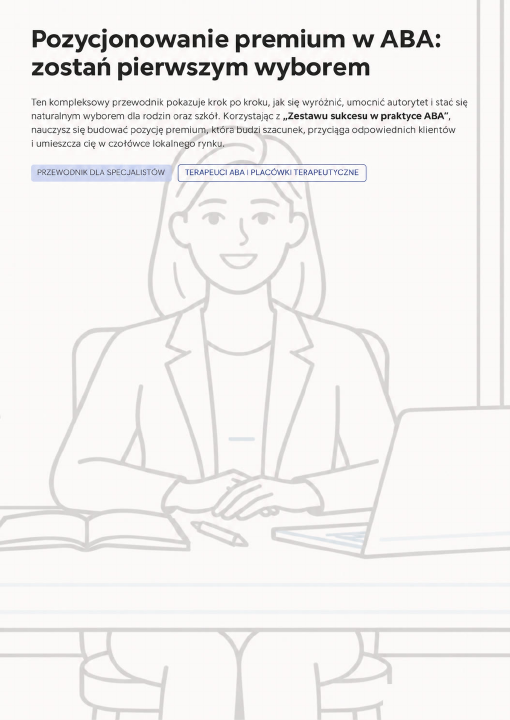 Pozycjonowanie premium w ABA:
zostań pierwszym wyborem
Ten kompleksowy przewodnik pokazuje krok po kroku, jak się wyróżnić, umocnić autorytet i stać się
naturalnym wyborem dla rodzin oraz szkół. Korzystając z „Zestawu sukcesu w praktyce ABA”,
nauczysz się budować pozycję premium, która budzi szacunek, przyciąga odpowiednich klientów
i umieszcza cię w czołówce lokalnego rynku.
PRZEWODNIK DLA SPECJALISTÓW
TERAPEUCI ABA I PLACÓWKI TERAPEUTYCZNE